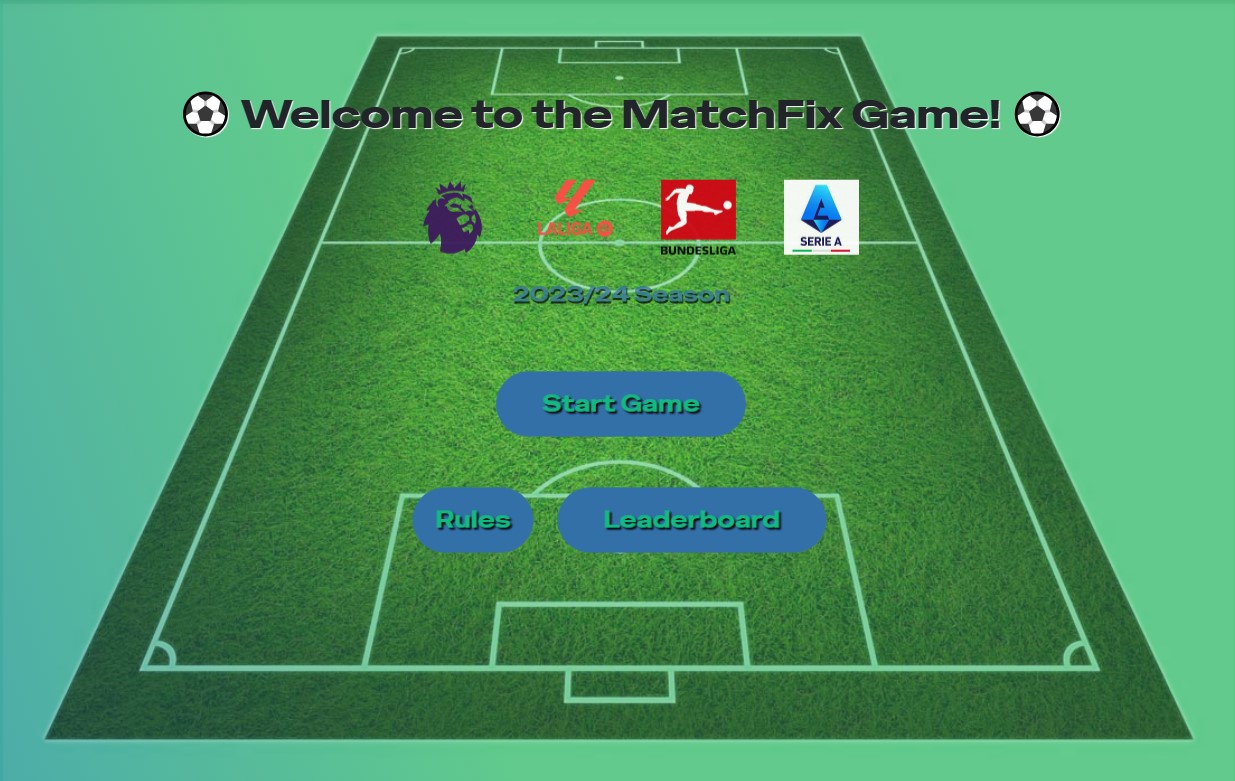 Welcome to the MatchFix Game!
LALIGA
BUNDESLIGA
SERIE A
2023/24 Season
Start Game
Rules
Leaderboard